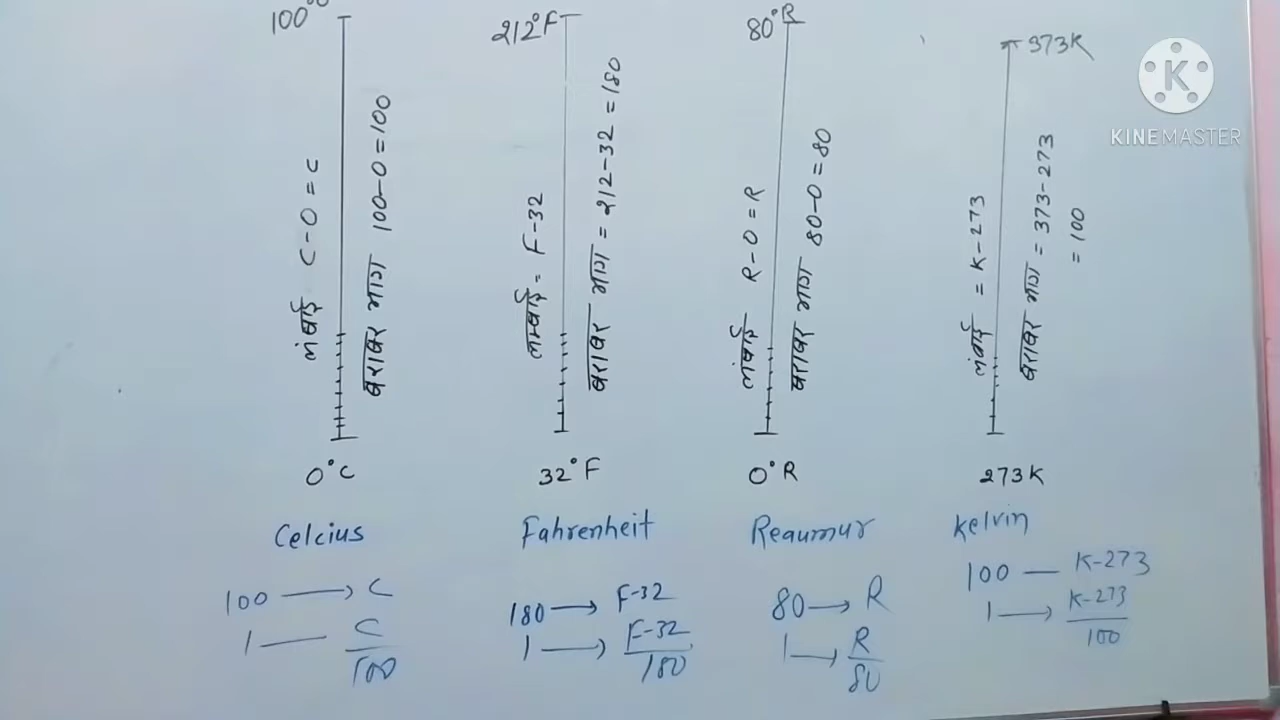 100°C
लंबाई C-0=C
बराबर भाग 100-0=100
0°C
Celcius
100 → C
1 — C/100
212°F
लम्बाई = F-32
बराबर भाग = 212-32 = 180
32°F
Fahrenheit
180 → F-32
1 → F-32/180
80°R
लंबाई R-0=R
बराबर भाग 80-0=80
0°R
Reaumur
80 → R
1 → R/80
373K
लंबाई = K-273
बराबर भाग = 373-273
= 100
273K
Kelvin
100 — K-273
1 → K-273/100
K
KINEMASTER